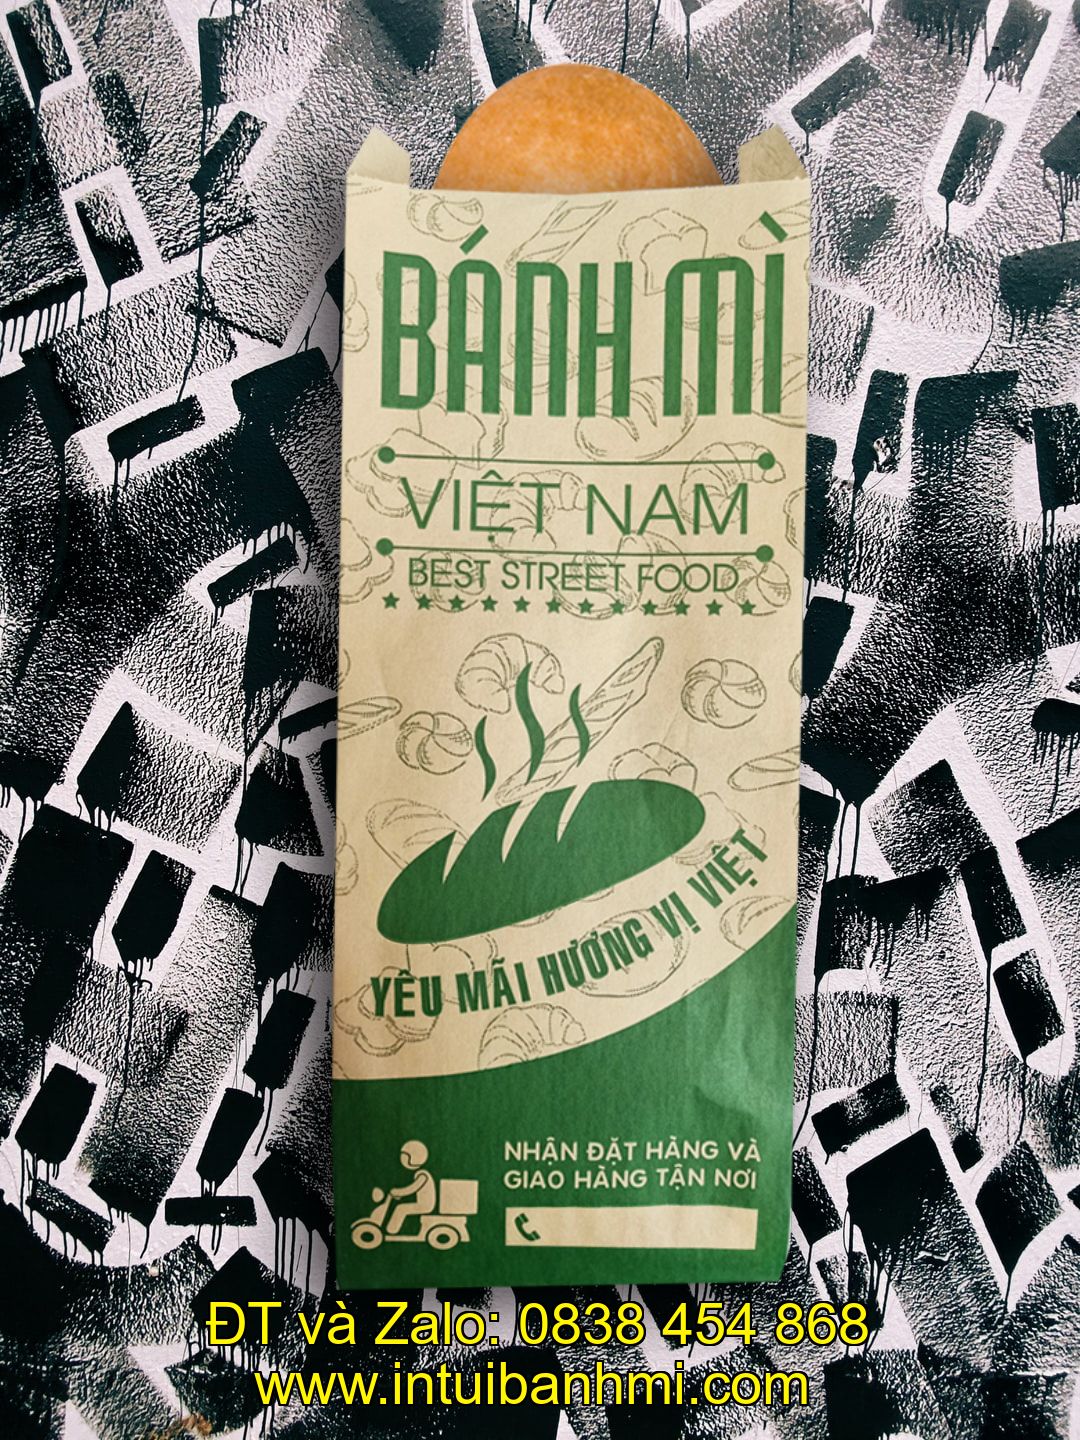 BÁNH MÌ
VIỆT NAM
BEST STREET FOOD
YÊU MÃI HƯƠNG VỊ VIỆT
NHẬN ĐẶT HÀNG VÀ
GIAO HÀNG TẬN NƠI
ĐT và Zalo: 0838 454 868
www.intuibanhmi.com